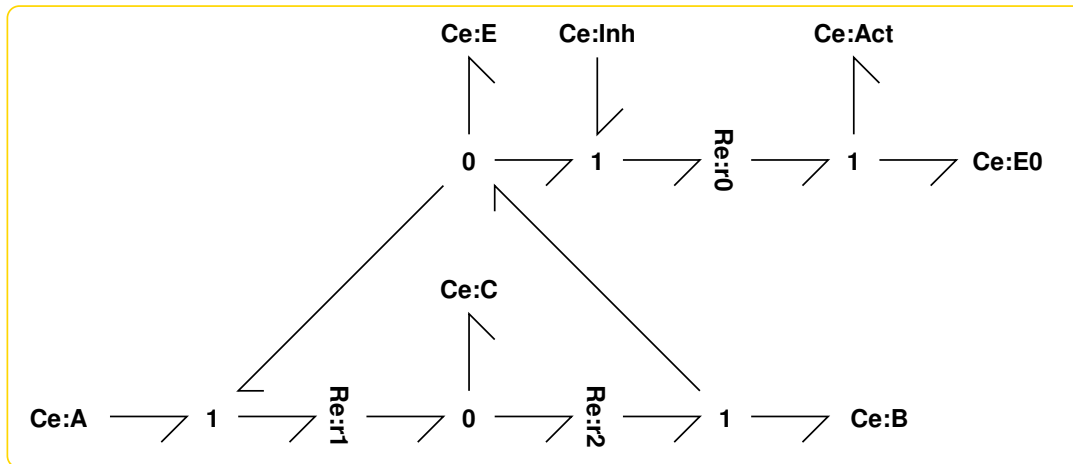 Ce:E Ce:Inh Ce:Act
0 1 Re:r0 1 Ce:E0
Ce:C
Ce:A 1 Re:r1 0 Re:r2 1 Ce:B